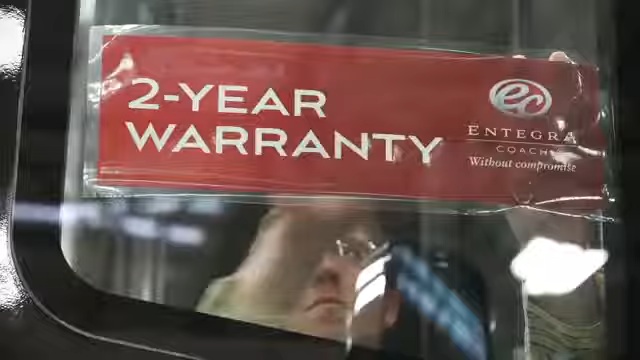 2-YEAR
WARRANTY
ec
ENTEGRA
COACH
Without compromise